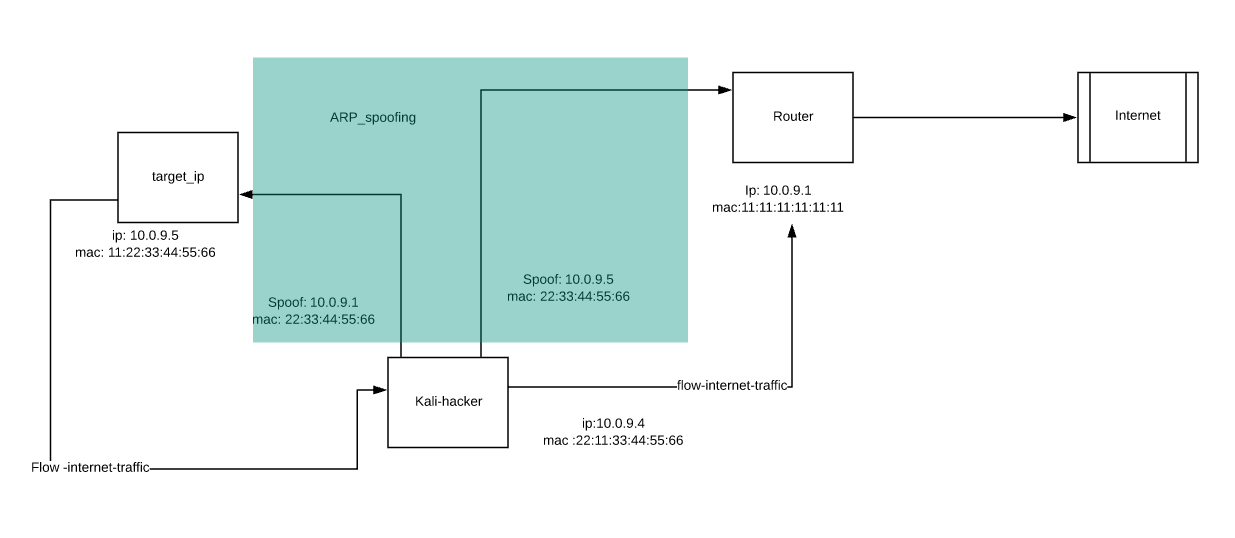 ARP_spoofing
Router
Internet
target_ip
Ip: 10.0.9.1
mac:11:11:11:11:11:11
ip: 10.0.9.5
mac: 11:22:33:44:55:66
Spoof: 10.0.9.5
mac: 22:33:44:55:66
Spoof: 10.0.9.1
mac: 22:33:44:55:66
flow-internet-traffic
Kali-hacker
ip:10.0.9.4
mac :22:11:33:44:55:66
Flow -internet-traffic